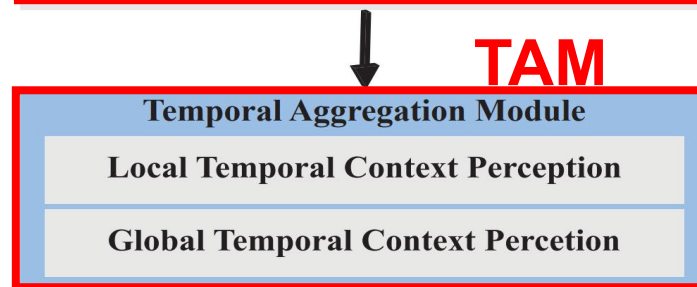 TAM
Temporal Aggregation Module
Local Temporal Context Perception
Global Temporal Context Percetion